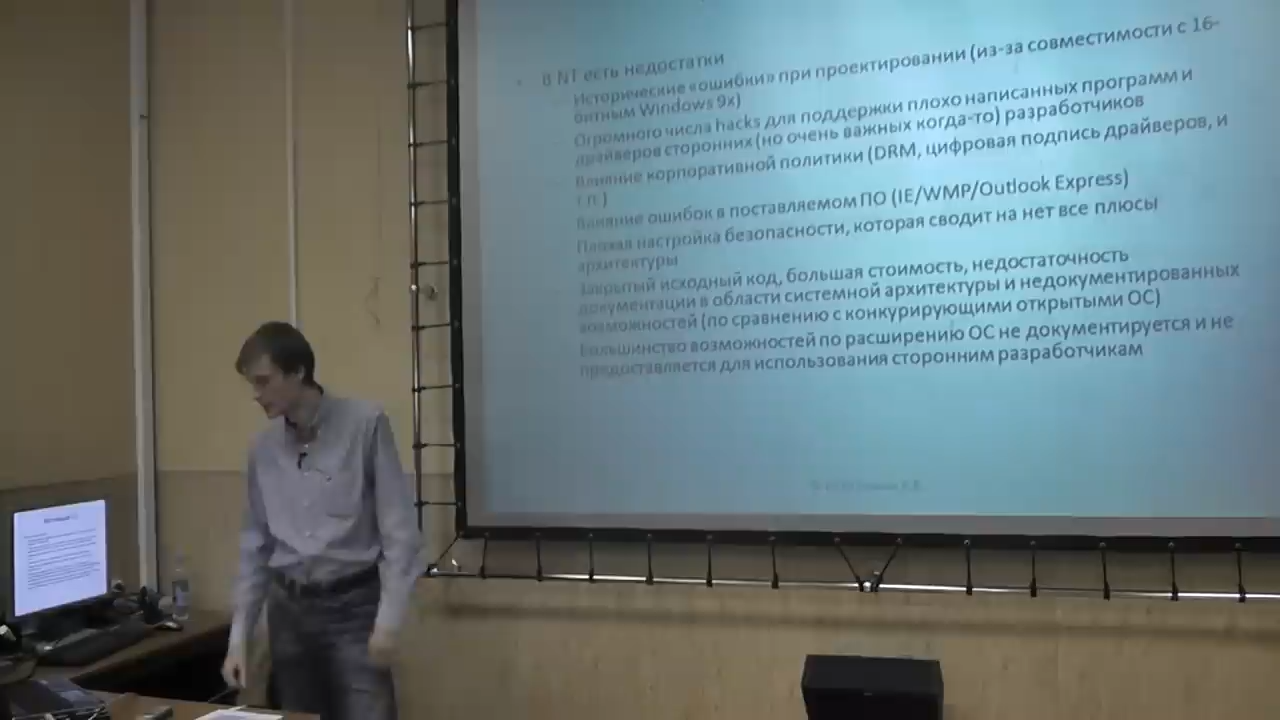 В NT есть недостатки
Исторические «ошибки» при проектировании (из-за совместимости с 16-
битным Windows 9x)
Огромного числа hacks для поддержки плохо написанных программ и
драйверов сторонних (но очень важных когда-то) разработчиков
Влияние корпоративной политики (DRM, цифровая подпись драйверов, и
т.п.)
Влияние ошибок в поставляемом ПО (IE/WMP/Outlook Express)
Плохая настройка безопасности, которая сводит на нет все плюсы
архитектуры
Закрытый исходный код, большая стоимость, недостаточность
документации в области системной архитектуры и недокументированных
возможностей (по сравнению с конкурирующими открытыми ОС)
Большинство возможностей по расширению ОС не документируется и не
предоставляется для использования сторонним разработчикам